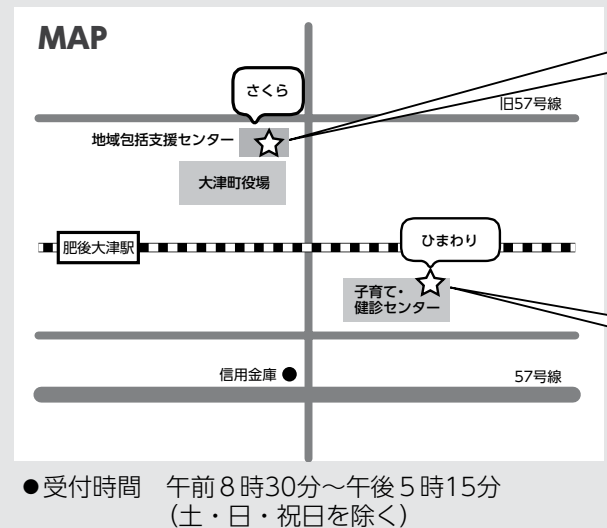 MAP
さくら
旧57号線
地域包括支援センター
大津町役場
肥後大津駅
ひまわり
子育て・
健診センター
信用金庫
57号線
●受付時間　午前8時30分～午後5時15分
（土・日・祝日を除く）